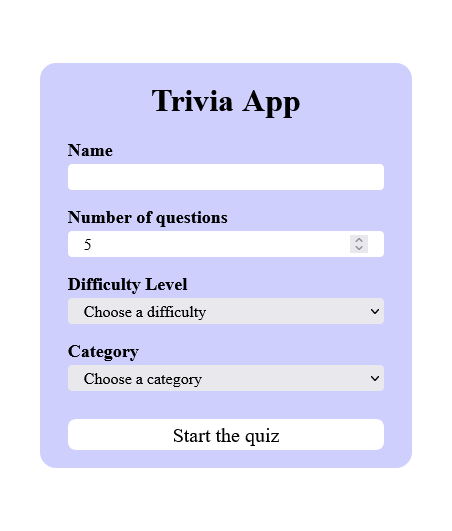 Trivia App
Name
Number of questions
5
Difficulty Level
Choose a difficulty
Category
Choose a category
Start the quiz